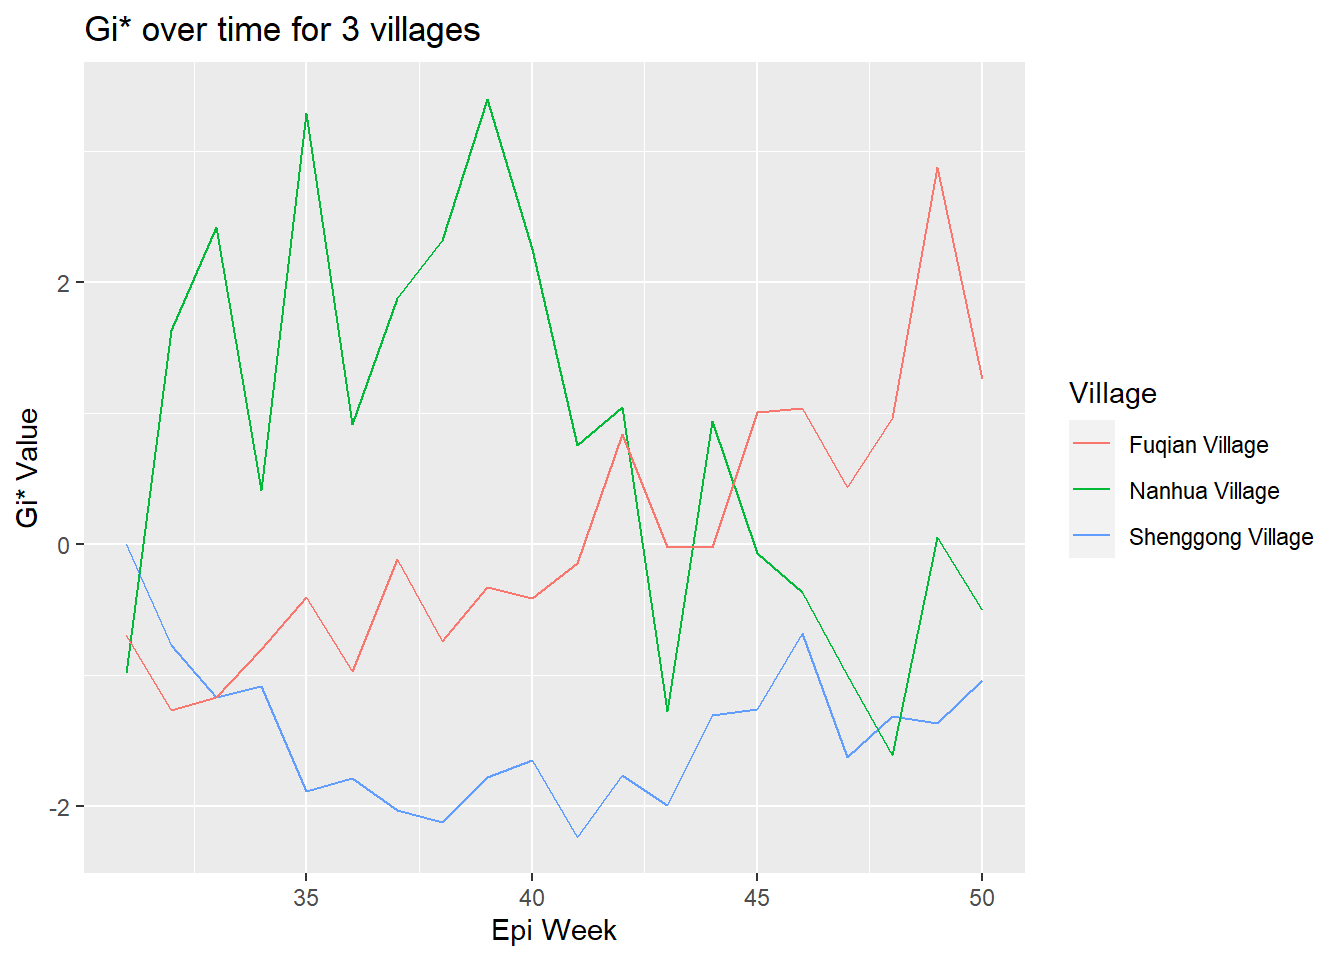 Gi* over time for 3 villages
Gi* Value
2
0
-2
35
40
45
50
Epi Week
Village
Fuqian Village
Nanhua Village
Shenggong Village